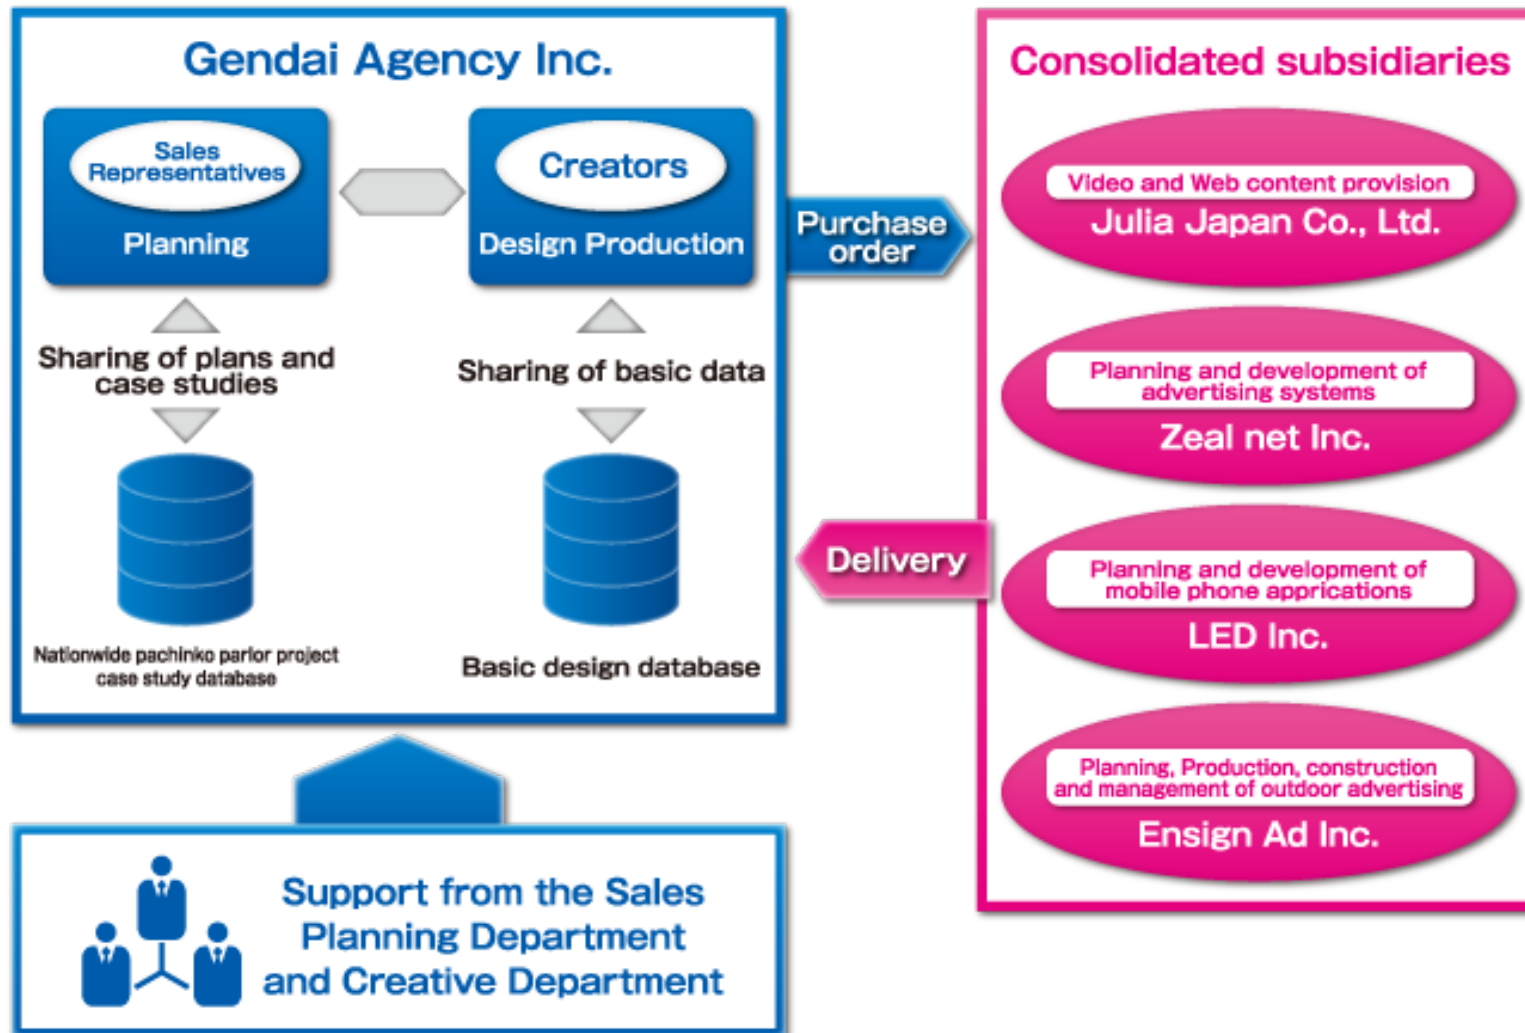 Gendai Agency Inc.
Sales
Representatives
Planning
Creators
Design Production
Sharing of plans and
case studies
Sharing of basic data
Nationwide pachinko parlor project
case study database
Basic design database
Purchase
order
Delivery
Consolidated subsidiaries
Video and Web content provision
Julia Japan Co., Ltd.
Planning and development of
advertising systems
Zeal net Inc.
Planning and development of
mobile phone apprications
LED Inc.
Planning, Production, construction
and management of outdoor advertising
Ensign Ad Inc.
Support from the Sales
Planning Department
and Creative Department